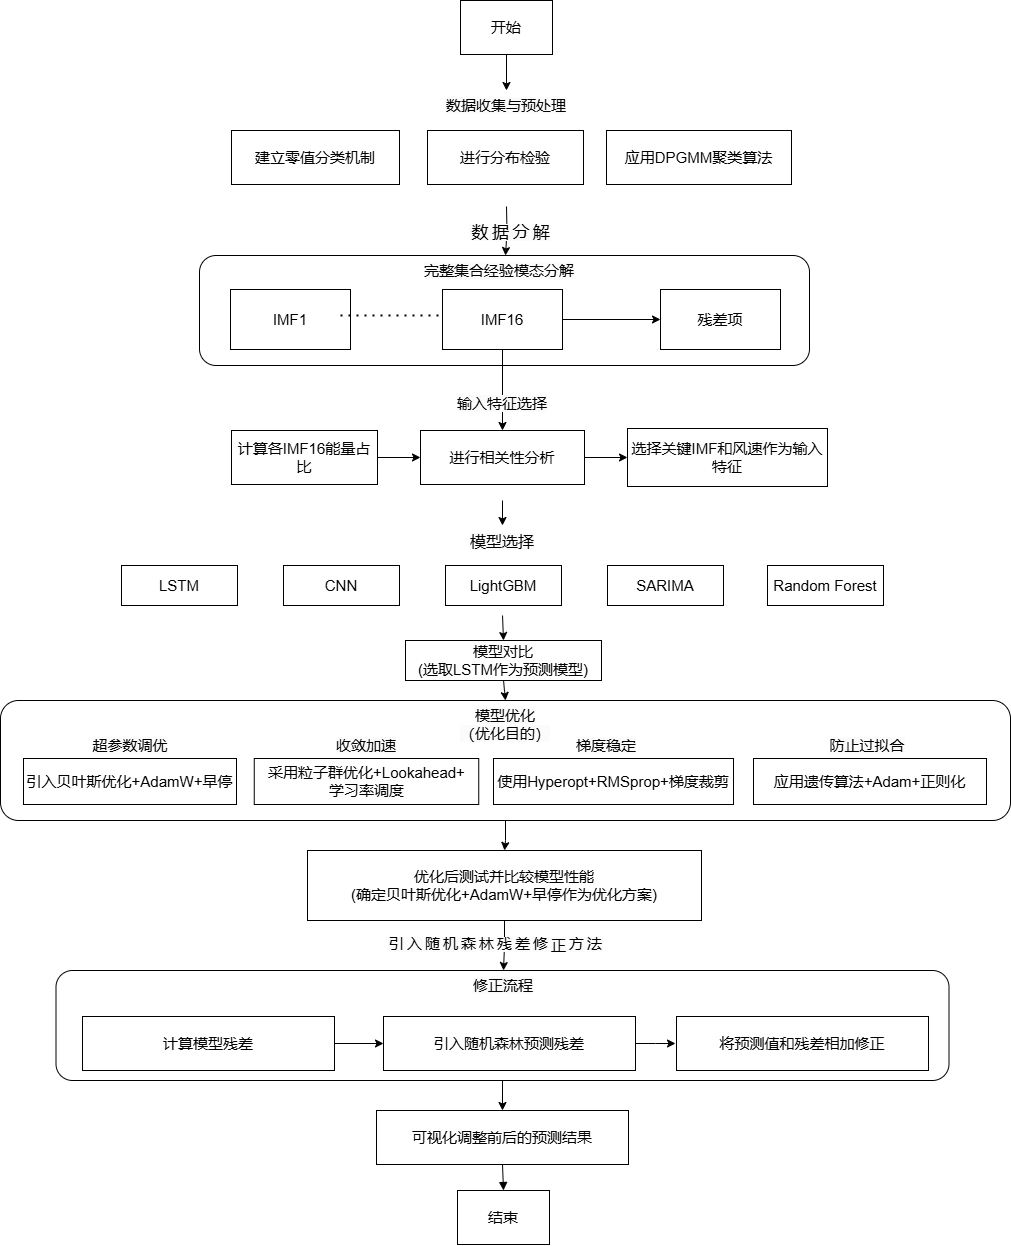 开始
数据收集与预处理
建立零值分类机制
进行分布检验
应用DPGMM聚类算法
数据分解
完整集合经验模态分解
IMF1
IMF16
残差项
输入特征选择
计算各IMF16能量占
比
进行相关性分析
选择关键IMF和风速作为输入
特征
模型选择
LSTM
CNN
LightGBM
SARIMA
Random Forest
模型对比
(选取LSTM作为预测模型)
模型优化
（优化目的）
超参数调优
收敛加速
梯度稳定
防止过拟合
引入贝叶斯优化+AdamW+早停
采用粒子群优化+Lookahead+
学习率调度
使用Hyperopt+RMSprop+梯度裁剪
应用遗传算法+Adam+正则化
优化后测试并比较模型性能
(确定贝叶斯优化+AdamW+早停作为优化方案)
引入随机森林残差修正方法
修正流程
计算模型残差
引入随机森林预测残差
将预测值和残差相加修正
可视化调整前后的预测结果
结束